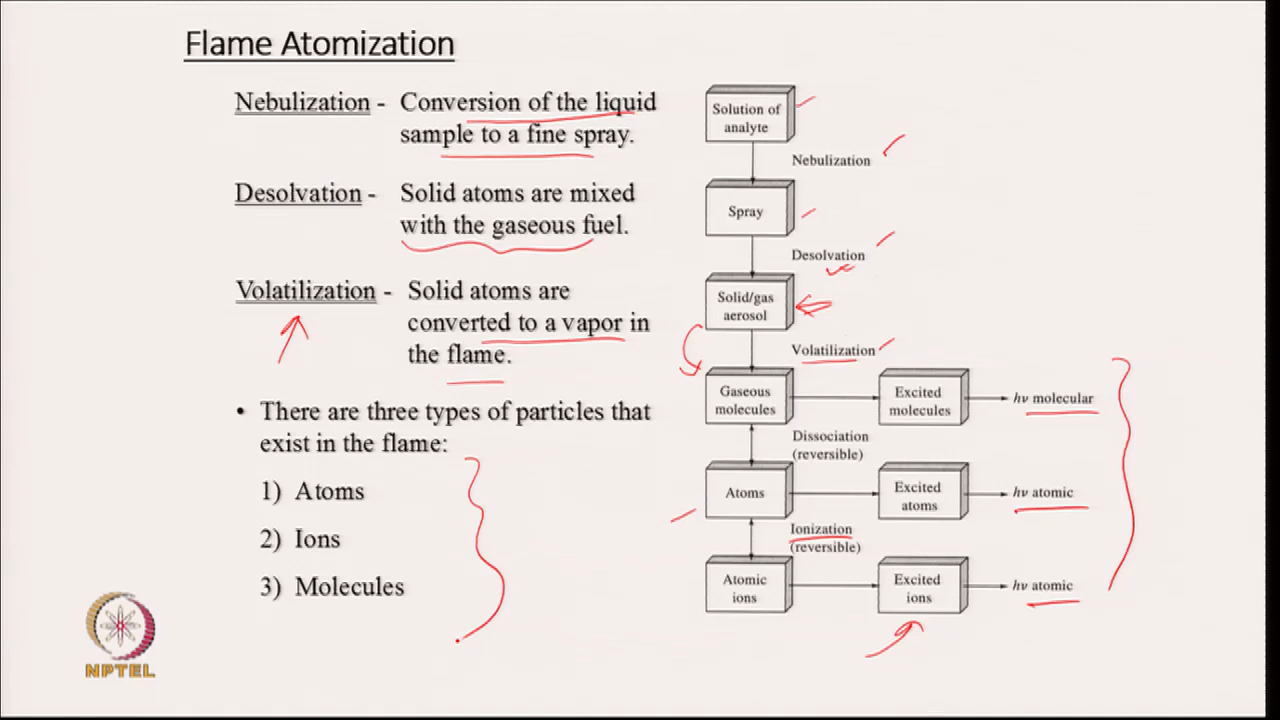 Flame Atomization
Nebulization - Conversion of the liquid
sample to a fine spray.
Desolvation - Solid atoms are mixed
with the gaseous fuel.
Volatilization - Solid atoms are
converted to a vapor in
the flame.
• There are three types of particles that
exist in the flame:
1) Atoms
2) Ions
3) Molecules
Solution of
analyte
Nebulization
Spray
Desolvation
Solid/gas
aerosol
Volatilization
Gaseous
molecules
Excited
molecules
hν molecular
Dissociation
(reversible)
Atoms
Excited
atoms
hν atomic
Ionization
(reversible)
Atomic
ions
Excited
ions
hν atomic
NPTEL